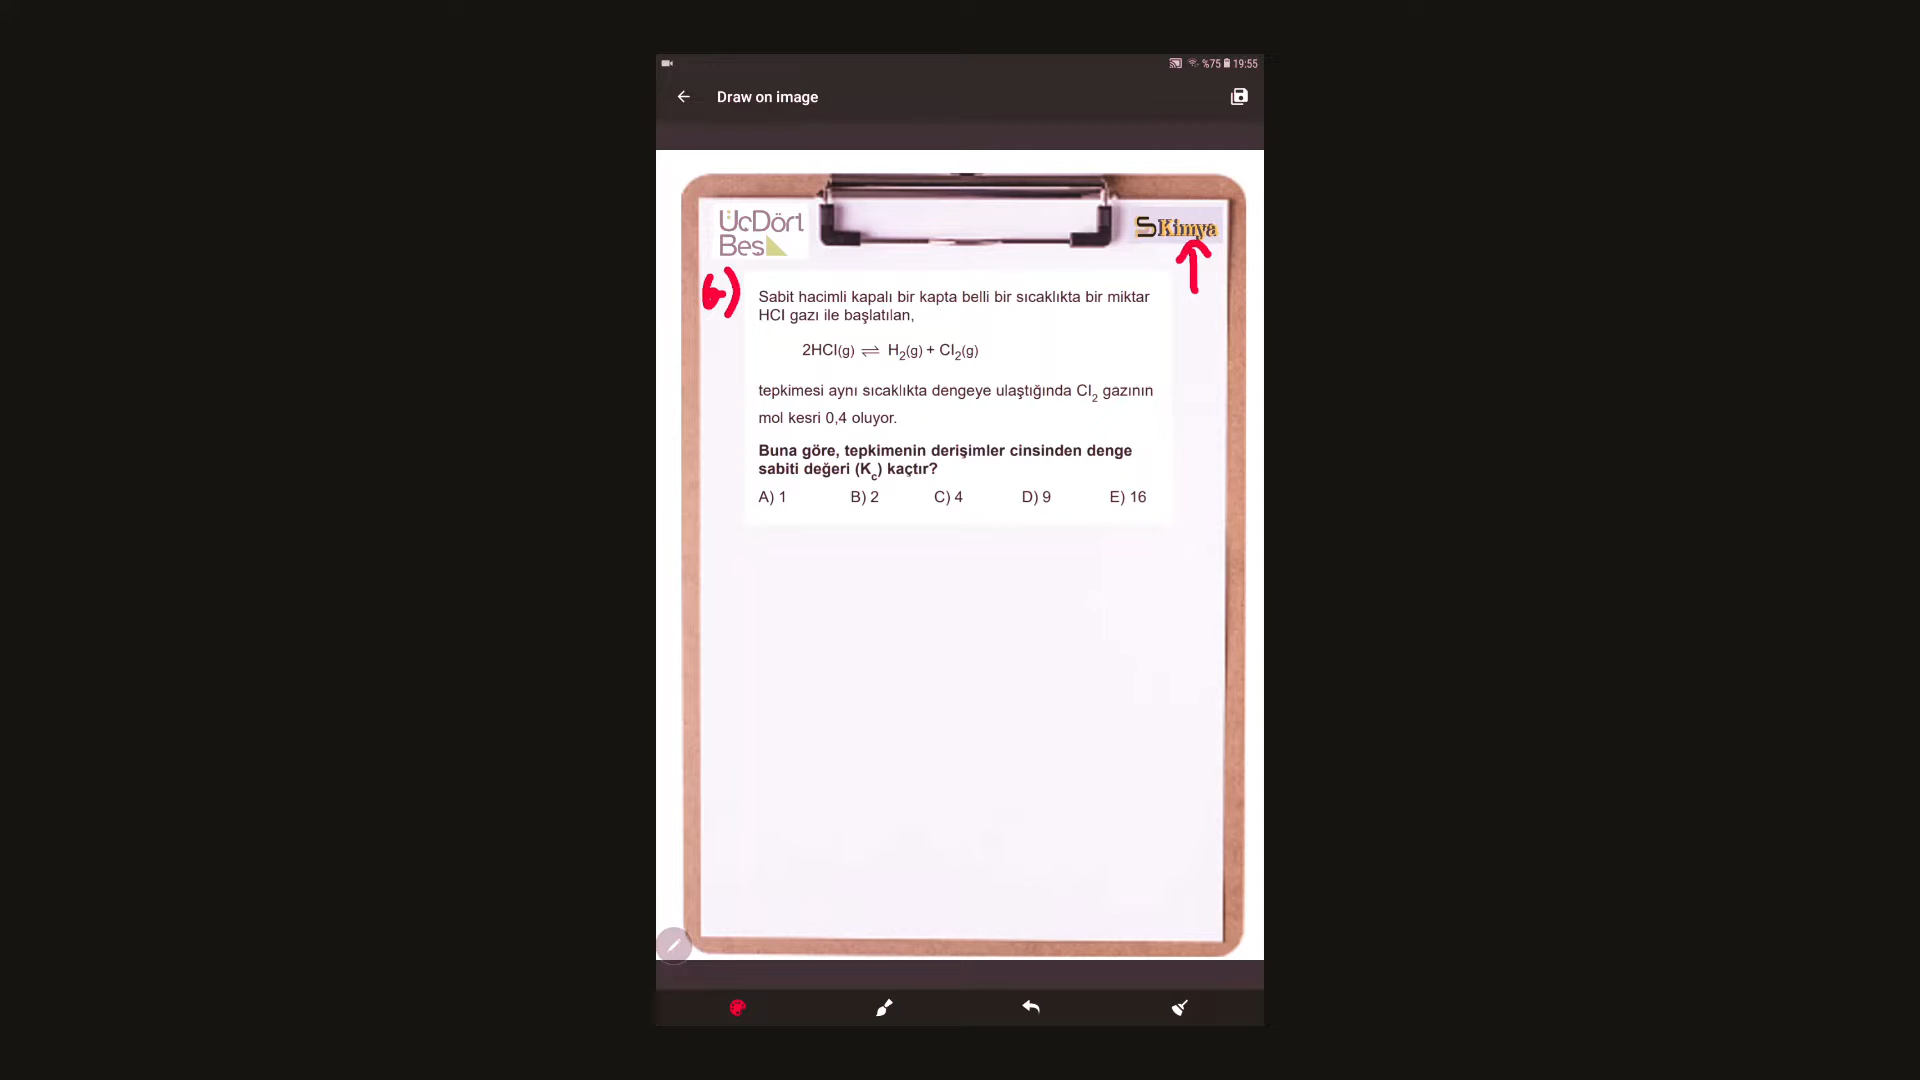 %75 19:55
Draw on image
ÜçDört
Beş
SKimya
6)
Sabit hacimli kapalı bir kapta belli bir sıcaklıkta bir miktar
HCl gazı ile başlatılan,
2HCl(g) ⇌ H₂(g) + Cl₂(g)
tepkimesi aynı sıcaklıkta dengeye ulaştığında Cl₂ gazının
mol kesri 0,4 oluyor.
Buna göre, tepkimenin derişimler cinsinden denge
sabiti değeri (Kc) kaçtır?
A) 1 B) 2 C) 4 D) 9 E) 16